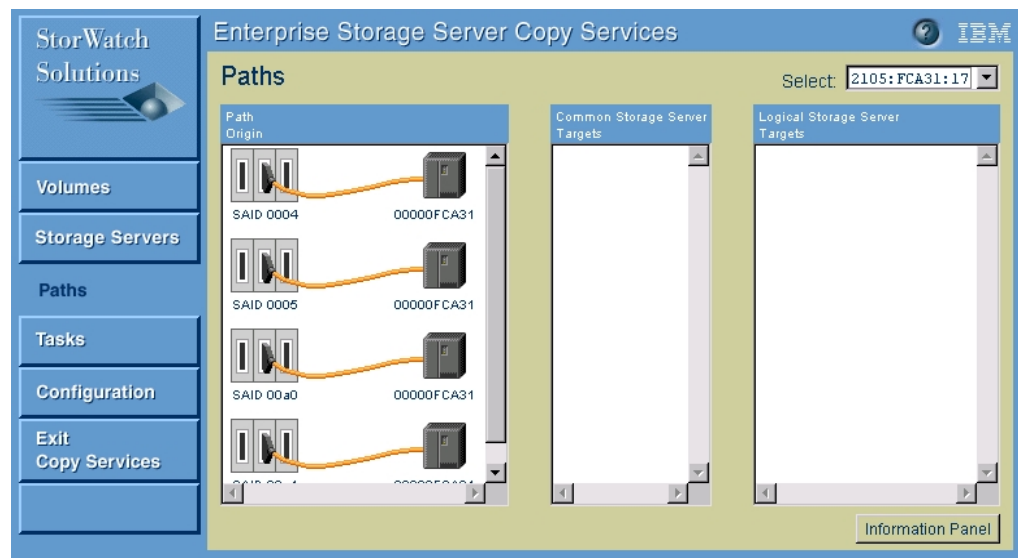 StorWatch
Solutions
Enterprise Storage Server Copy Services
IBM
Paths
Select: 2105:FCA31:17
Volumes
Storage Servers
Paths
Tasks
Configuration
Exit
Copy Services
Path
Origin
SAID 0004 00000FCA31
SAID 0005 00000FCA31
SAID 00a0 00000FCA31
Common Storage Server
Targets
Logical Storage Server
Targets
Information Panel